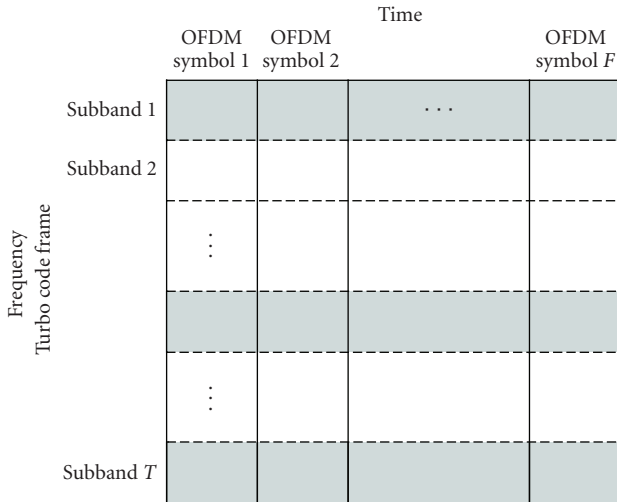 Time
OFDM
symbol 1
OFDM
symbol 2
OFDM
symbol F
Subband 1
...
Subband 2
Frequency
Turbo code frame
⋮
⋮
Subband T